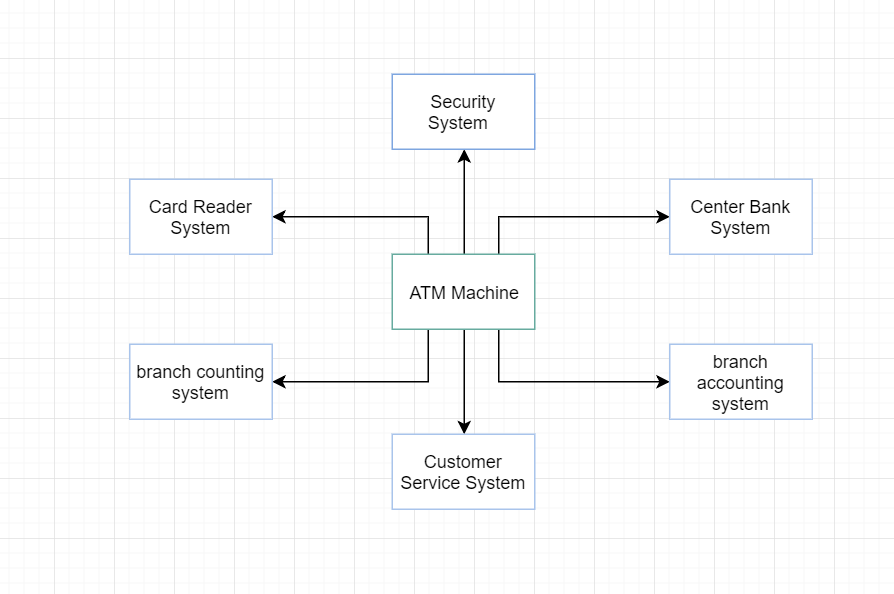 Security
System
Card Reader
System
Center Bank
System
ATM Machine
branch counting
system
branch
accounting
system
Customer
Service System